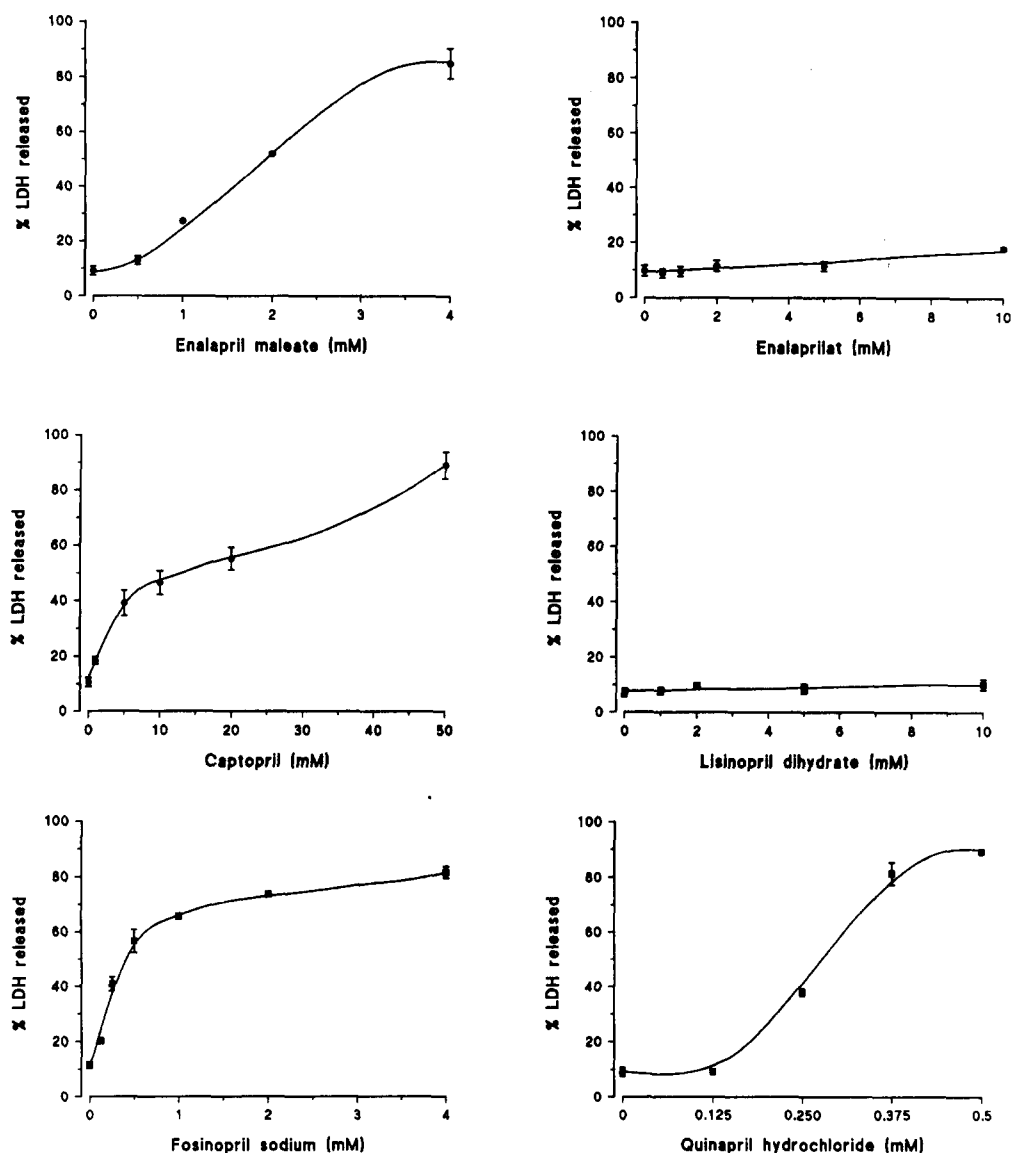 100
80
60
40
20
0
% LDH released
0 1 2 3 4
Enalapril maleate (mM)
100
80
60
40
20
0
% LDH released
0 2 4 6 8 10
Enalaprilat (mM)
100
80
60
40
20
0
% LDH released
0 10 20 30 40 50
Captopril (mM)
100
80
60
40
20
0
% LDH released
0 2 4 6 8 10
Lisinopril dihydrate (mM)
100
80
60
40
20
0
% LDH released
0 1 2 3 4
Fosinopril sodium (mM)
100
80
60
40
20
0
% LDH released
0 0.125 0.250 0.375 0.5
Quinapril hydrochloride (mM)